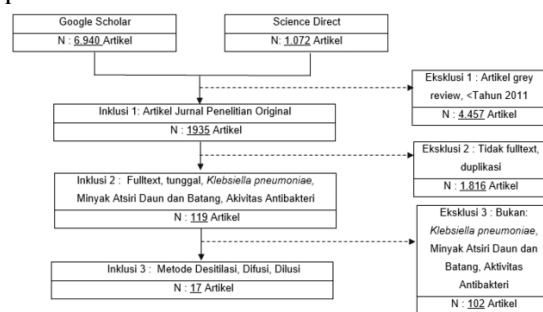 Google Scholar
N : 6.940 Artikel
Science Direct
N: 1.072 Artikel
Eksklusi 1 : Artikel grey
review, <Tahun 2011
N : 4.457 Artikel
Inklusi 1: Artikel Jurnal Penelitian Original
N : 1935 Artikel
Eksklusi 2 : Tidak fulltext,
duplikasi
N : 1.816 Artikel
Inklusi 2 : Fulltext, tunggal, Klebsiella pneumoniae,
Minyak Atsiri Daun dan Batang, Akivitas Antibakteri
N : 119 Artikel
Eksklusi 3 : Bukan:
Klebsiella pneumoniae,
Minyak Atsiri Daun dan
Batang, Aktivitas
Antibakteri
N : 102 Artikel
Inklusi 3 : Metode Desitilasi, Difusi, Dilusi
N : 17 Artikel